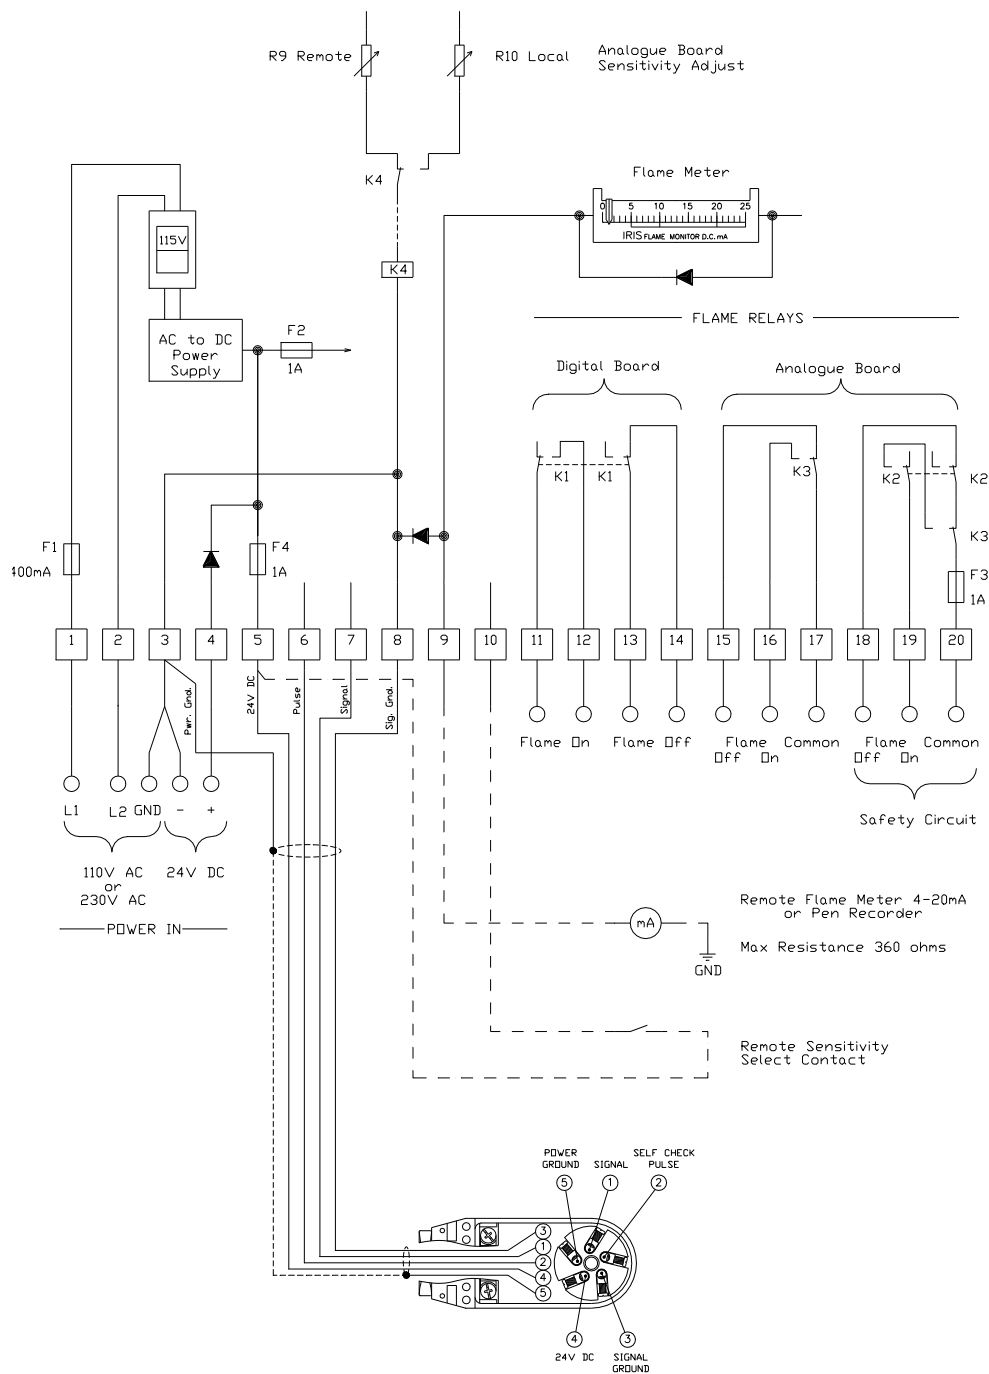 R9 Remote
R10 Local
Analogue Board
Sensitivity Adjust
K4
Flame Meter
0 5 10 15 20 25
IRIS FLAME MONITOR D.C. mA
115V
K4
FLAME RELAYS
AC to DC
Power
Supply
F2
1A
Digital Board
Analogue Board
K1 K1
K3
K2
K2
K3
F1
400mA
F4
1A
F3
1A
1 2 3 4 5 6 7 8 9 10 11 12 13 14 15 16 17 18 19 20
Pwr. Gnd.
24V DC
Pulse
Signal
Sig. Gnd.
Flame On
Flame Off
Flame Common
Off On
Flame Common
Off On
Safety Circuit
L1 L2 GND - +
110V AC
or
230V AC
24V DC
POWER IN
Remote Flame Meter 4-20mA
or Pen Recorder
mA
GND
Max Resistance 360 ohms
Remote Sensitivity
Select Contact
POWER
GROUND
SIGNAL
SELF CHECK
PULSE
5 1 2
3
1
2
4
5
4
24V DC
3
SIGNAL
GROUND